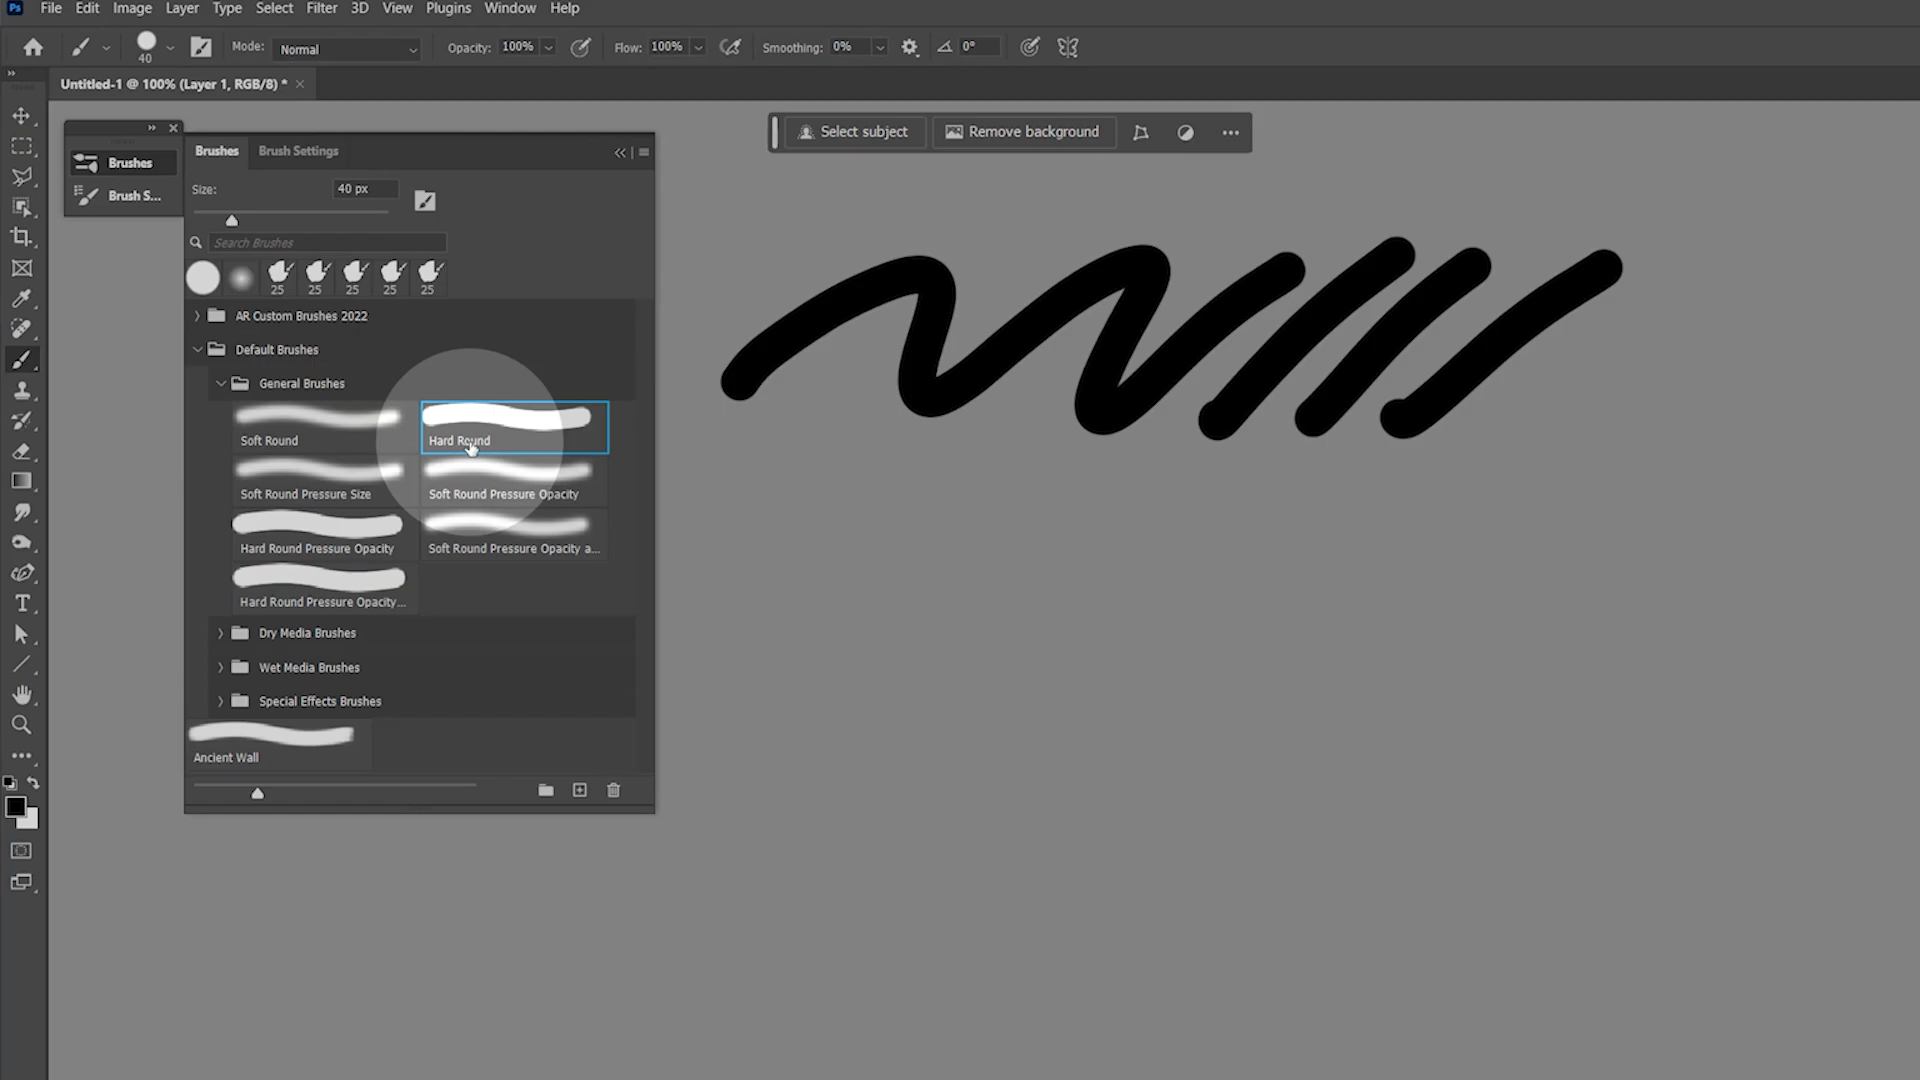 Ps File Edit Image Layer Type Select Filter 3D View Plugins Window Help
40 Mode: Normal Opacity: 100% Flow: 100% Smoothing: 0% 0°
Untitled-1 @ 100% (Layer 1, RGB/8) *
Select subject Remove background
Brushes
Brush S...
Brushes Brush Settings
Size: 40 px
Search Brushes
25 25 25 25 25
AR Custom Brushes 2022
Default Brushes
General Brushes
Soft Round Hard Round
Soft Round Pressure Size Soft Round Pressure Opacity
Hard Round Pressure Opacity Soft Round Pressure Opacity a...
Hard Round Pressure Opacity...
Dry Media Brushes
Wet Media Brushes
Special Effects Brushes
Ancient Wall